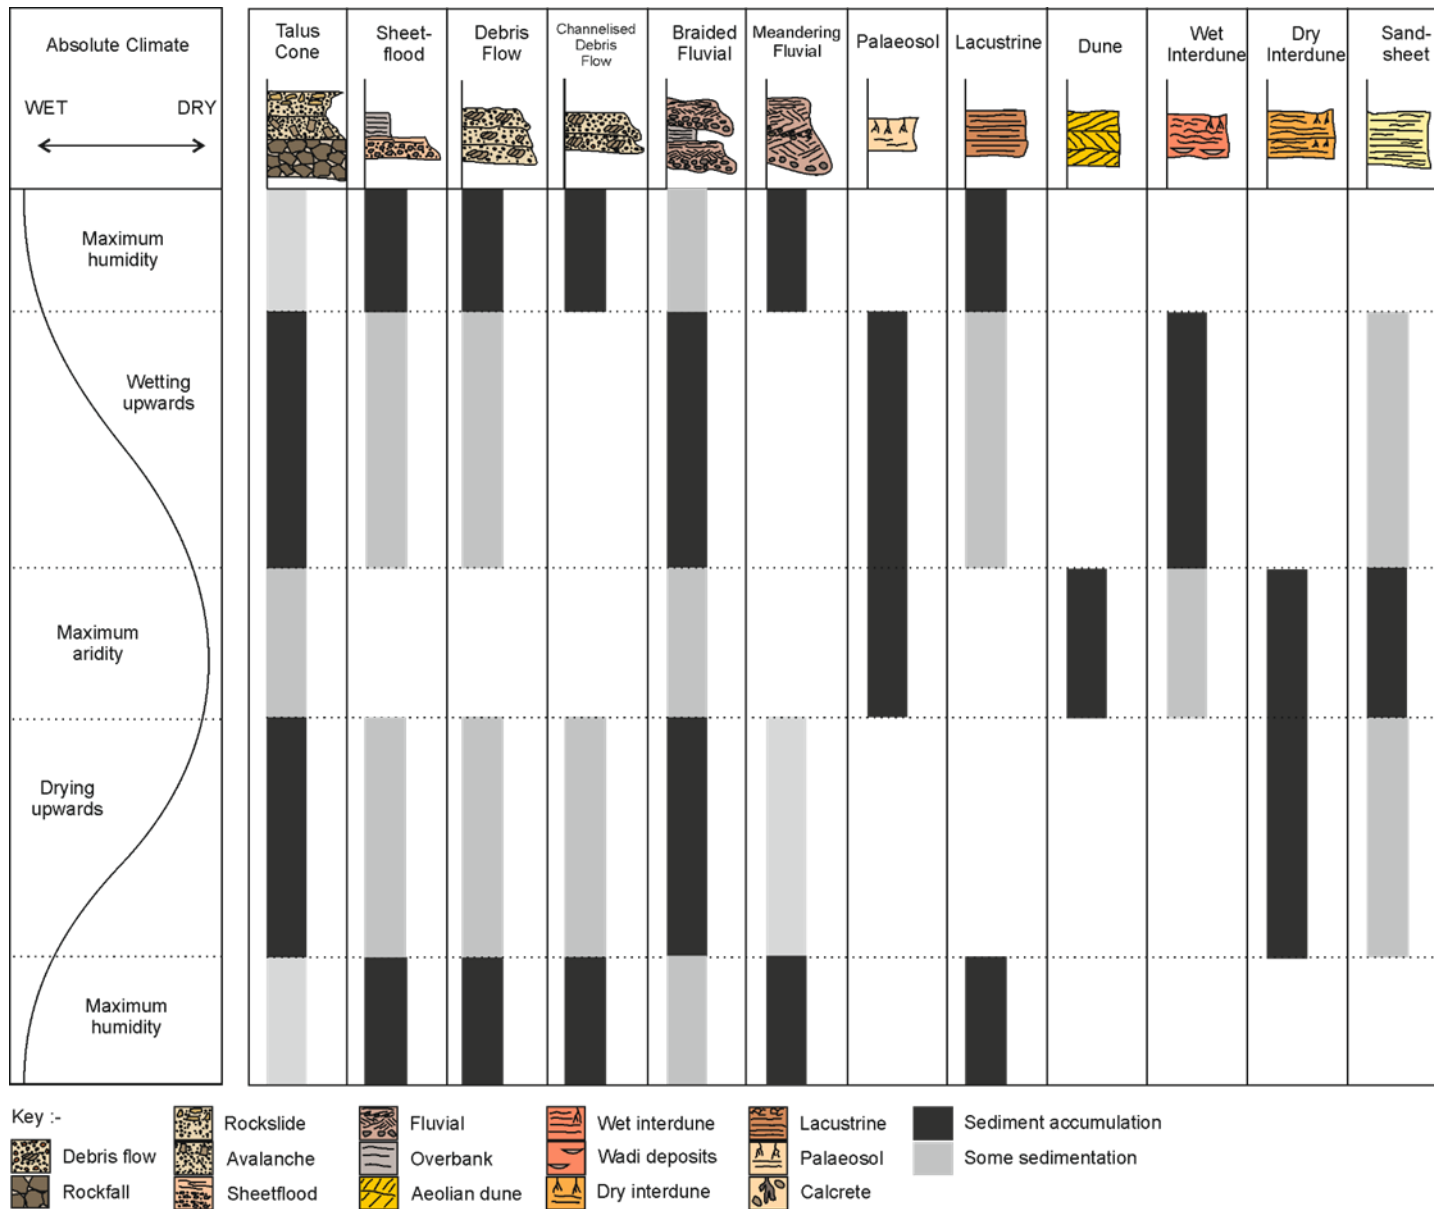 Absolute Climate
WET DRY
Talus
Cone
Sheet-
flood
Debris
Flow
Channelised
Debris
Flow
Braided
Fluvial
Meandering
Fluvial
Palaeosol
Lacustrine
Dune
Wet
Interdune
Dry
Interdune
Sand-
sheet
Maximum
humidity
Wetting
upwards
Maximum
aridity
Drying
upwards
Maximum
humidity
Key :-
Debris flow
Rockfall
Rockslide
Avalanche
Sheetflood
Fluvial
Overbank
Aeolian dune
Wet interdune
Wadi deposits
Dry interdune
Lacustrine
Palaeosol
Calcrete
Sediment accumulation
Some sedimentation